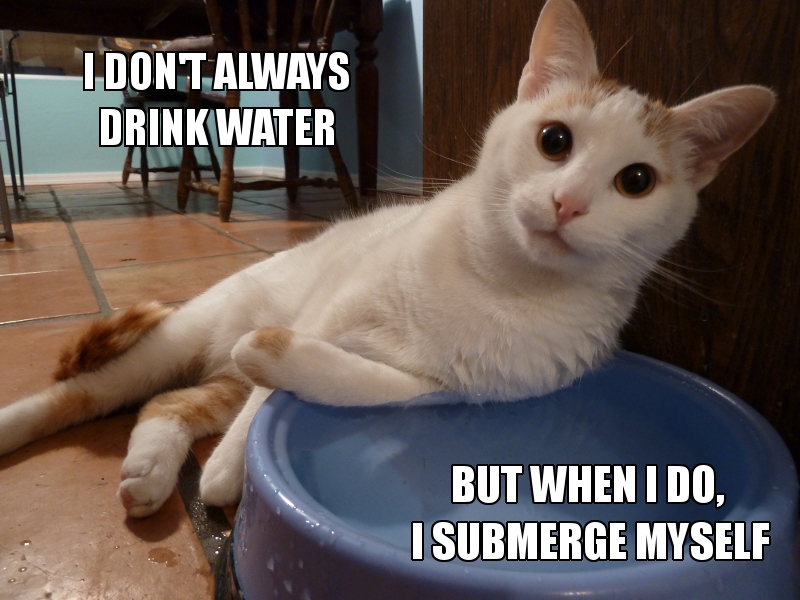 I DON'T ALWAYS
DRINK WATER
BUT WHEN I DO,
I SUBMERGE MYSELF